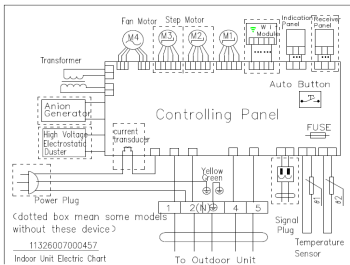 Fan Motor
Step Motor
M4
M3
M2
M1
W I
Module
Indication
Panel
Receiver
Panel
Transformer
Auto Button
Anion
Generator
Controlling Panel
FUSE
High Voltage
Electrostatic
Duster
current
transducer
Yellow
Green
Power Plug
1
2(N)
4
5
Signal
Plug
θ1
θ2
Temperature
Sensor
(dotted box mean some models
without these device)
11326007000457
Indoor Unit Electric Chart
To Outdoor Unit